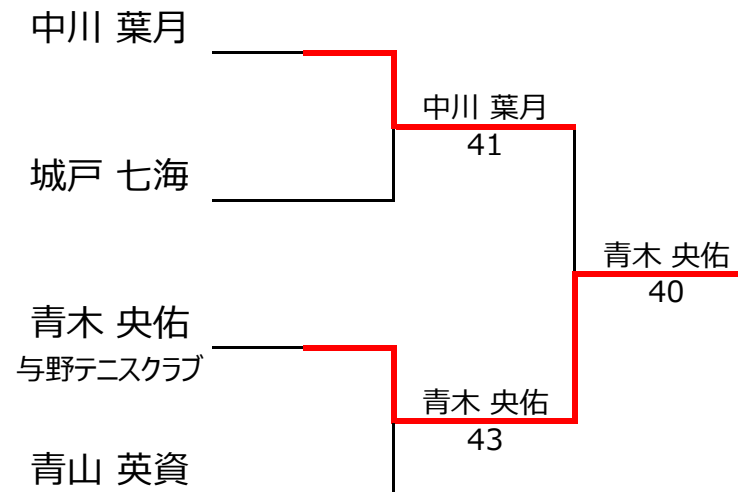 中川 葉月
中川 葉月
41
城戸 七海
青木 央佑
40
青木 央佑
与野テニスクラブ
青木 央佑
43
青山 英資